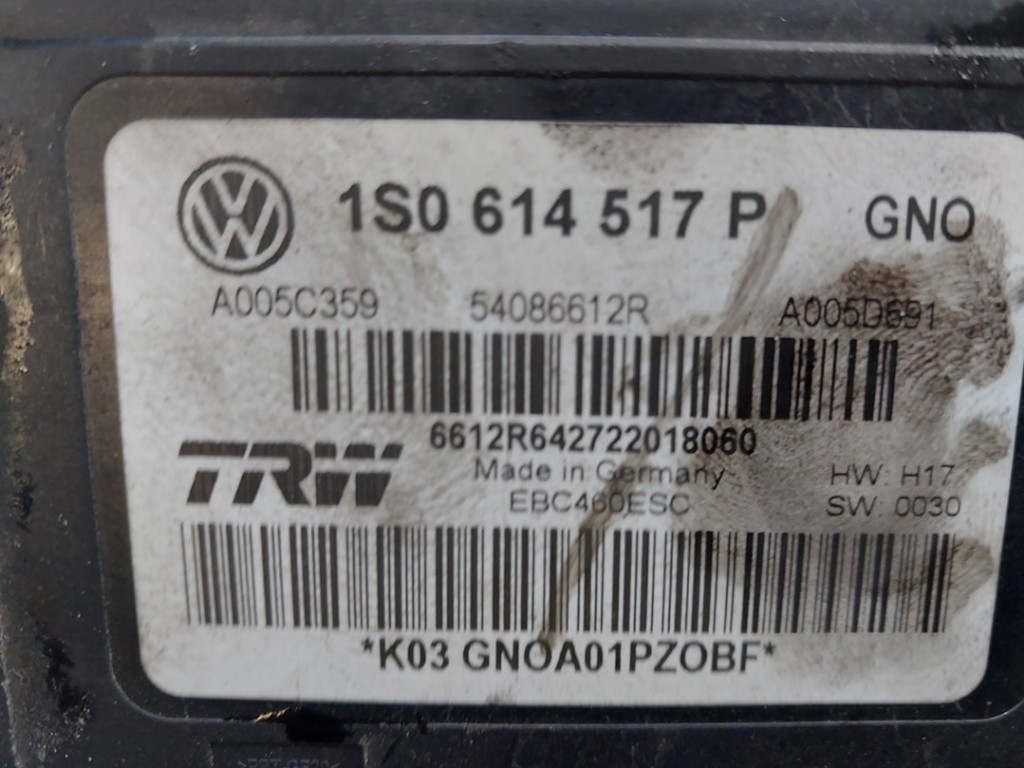 1S0 614 517 P GNO
A005C359 54086612R A005D691
6612R642722018060
TRW Made in Germany HW: H17
EBC460ESC SW: 0030
*K03 GNOA01PZOBF*